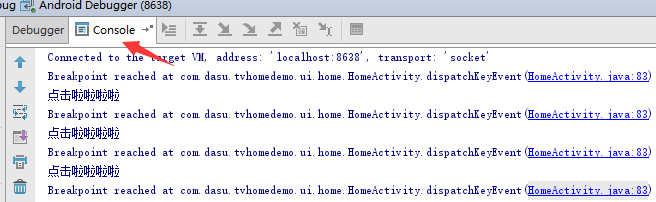 bug Android Debugger (8638)
Debugger Console
Connected to the target VM, address: 'localhost:8638', transport: 'socket'
Breakpoint reached at com.dasu.tvhomedemo.ui.home.HomeActivity.dispatchKeyEvent(HomeActivity.java:83)
点击啦啦啦啦
Breakpoint reached at com.dasu.tvhomedemo.ui.home.HomeActivity.dispatchKeyEvent(HomeActivity.java:83)
点击啦啦啦啦
Breakpoint reached at com.dasu.tvhomedemo.ui.home.HomeActivity.dispatchKeyEvent(HomeActivity.java:83)
点击啦啦啦啦
Breakpoint reached at com.dasu.tvhomedemo.ui.home.HomeActivity.dispatchKeyEvent(HomeActivity.java:83)